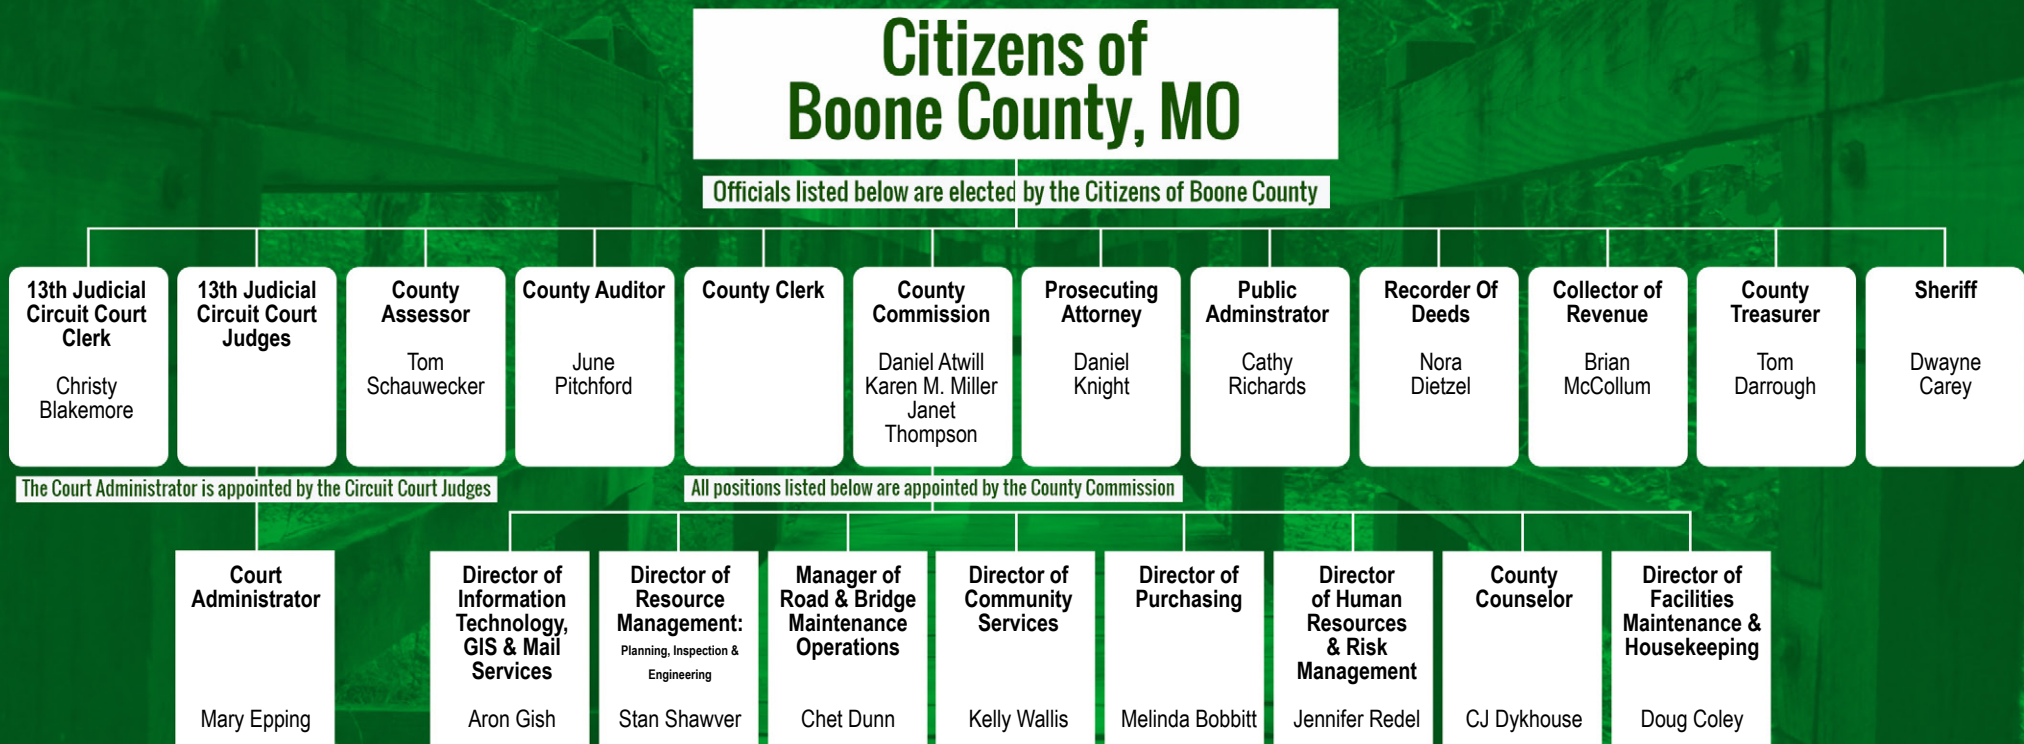 Citizens of
Boone County, MO
Officials listed below are elected by the Citizens of Boone County
13th Judicial
Circuit Court
Clerk
Christy
Blakemore
13th Judicial
Circuit Court
Judges
County
Assessor
Tom
Schauwecker
County Auditor
June
Pitchford
County Clerk
County
Commission
Daniel Atwill
Karen M. Miller
Janet
Thompson
Prosecuting
Attorney
Daniel
Knight
Public
Adminstrator
Cathy
Richards
Recorder Of
Deeds
Nora
Dietzel
Collector of
Revenue
Brian
McCollum
County
Treasurer
Tom
Darrough
Sheriff
Dwayne
Carey
The Court Administrator is appointed by the Circuit Court Judges
All positions listed below are appointed by the County Commission
Court
Administrator
Mary Epping
Director of
Information
Technology,
GIS & Mail
Services
Aron Gish
Director of
Resource
Management:
Planning, Inspection &
Engineering
Stan Shawver
Manager of
Road & Bridge
Maintenance
Operations
Chet Dunn
Director of
Community
Services
Kelly Wallis
Director of
Purchasing
Melinda Bobbitt
Director
of Human
Resources
& Risk
Management
Jennifer Redel
County
Counselor
CJ Dykhouse
Director of
Facilities
Maintenance &
Housekeeping
Doug Coley